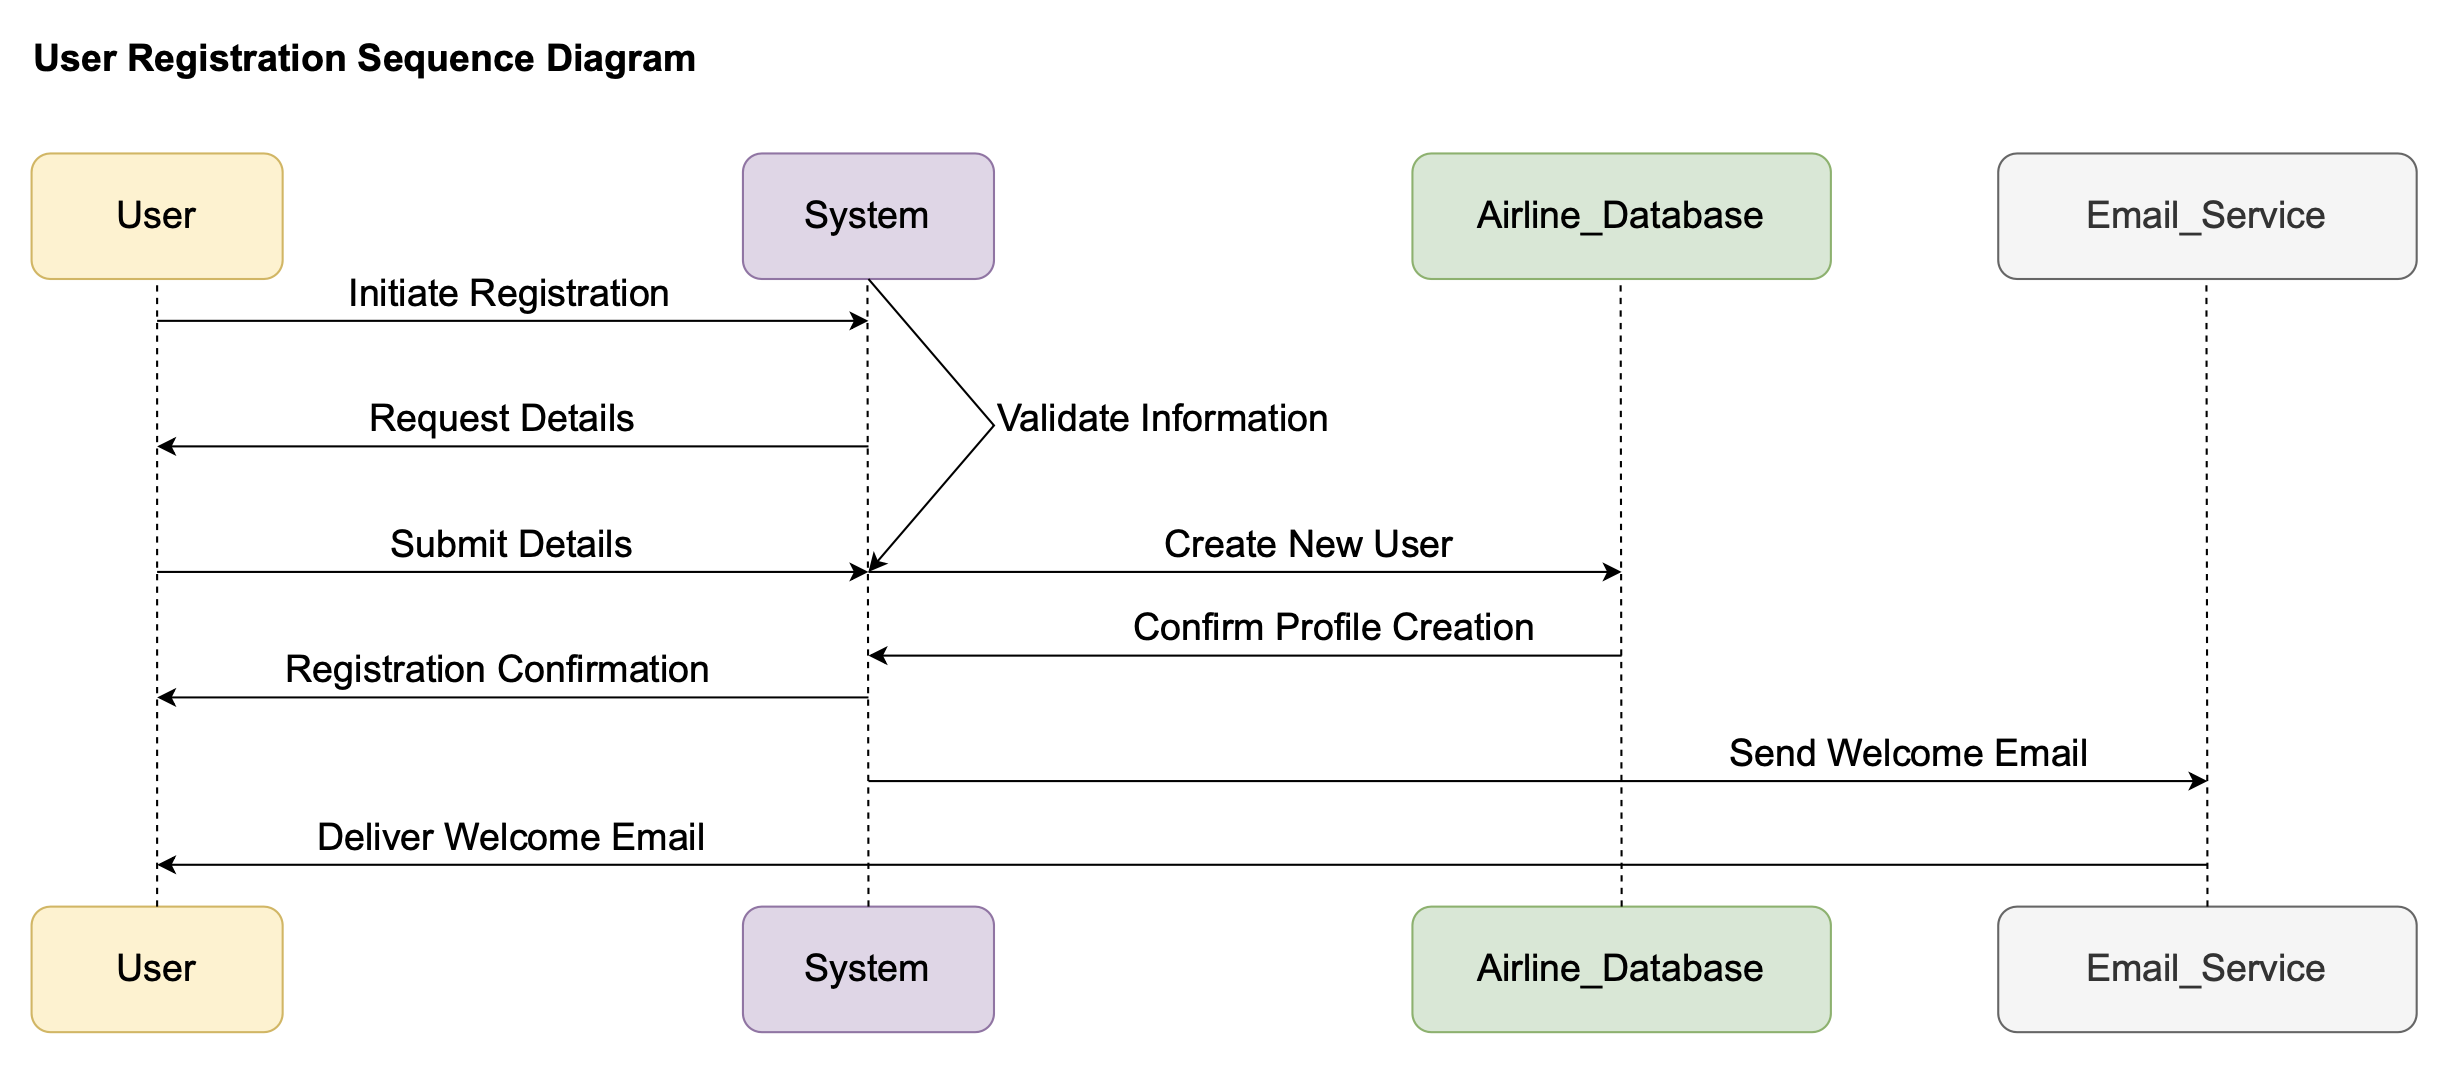 User Registration Sequence Diagram
User
System
Airline_Database
Email_Service
Initiate Registration
Request Details
Validate Information
Submit Details
Create New User
Confirm Profile Creation
Registration Confirmation
Send Welcome Email
Deliver Welcome Email
User
System
Airline_Database
Email_Service